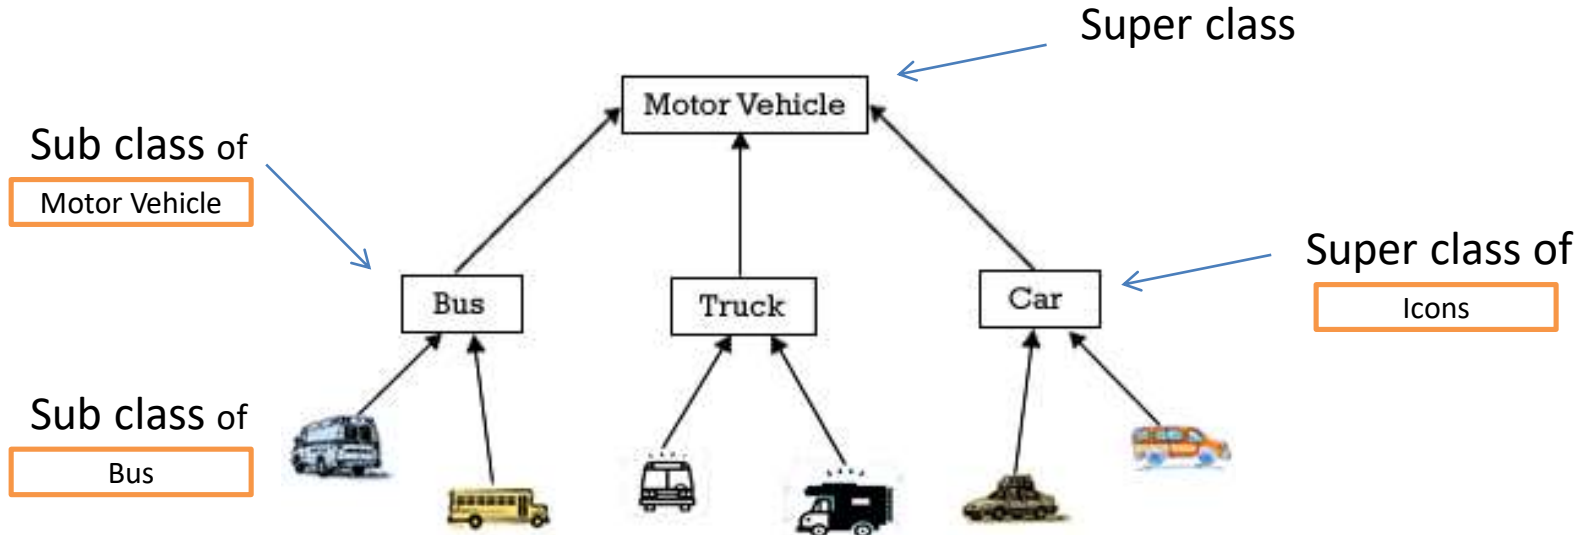 Super class
Motor Vehicle
Sub class of
Motor Vehicle
Super class of
Icons
Bus
Truck
Car
Sub class of
Bus